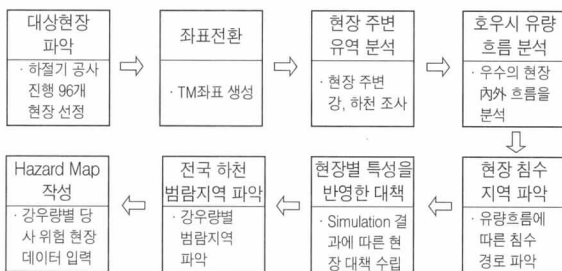 대상현장
파악
· 하절기 공사
진행 96개
현장 선정
좌표전환
· TM좌표 생성
현장 주변
유역 분석
· 현장 주변
강, 하천 조사
호우시 유량
흐름 분석
· 우수의 현장
內外 흐름을
분석
현장 침수
지역 파악
· 유량흐름에
따른 침수
경로 파악
현장별 특성을
반영한 대책
· Simulation 결
과에 따른 현
장 대책 수립
전국 하천
범람지역 파악
· 강우량별
범람지역
파악
Hazard Map
작성
· 강우량별 당
사 위험 현장
데이터 입력